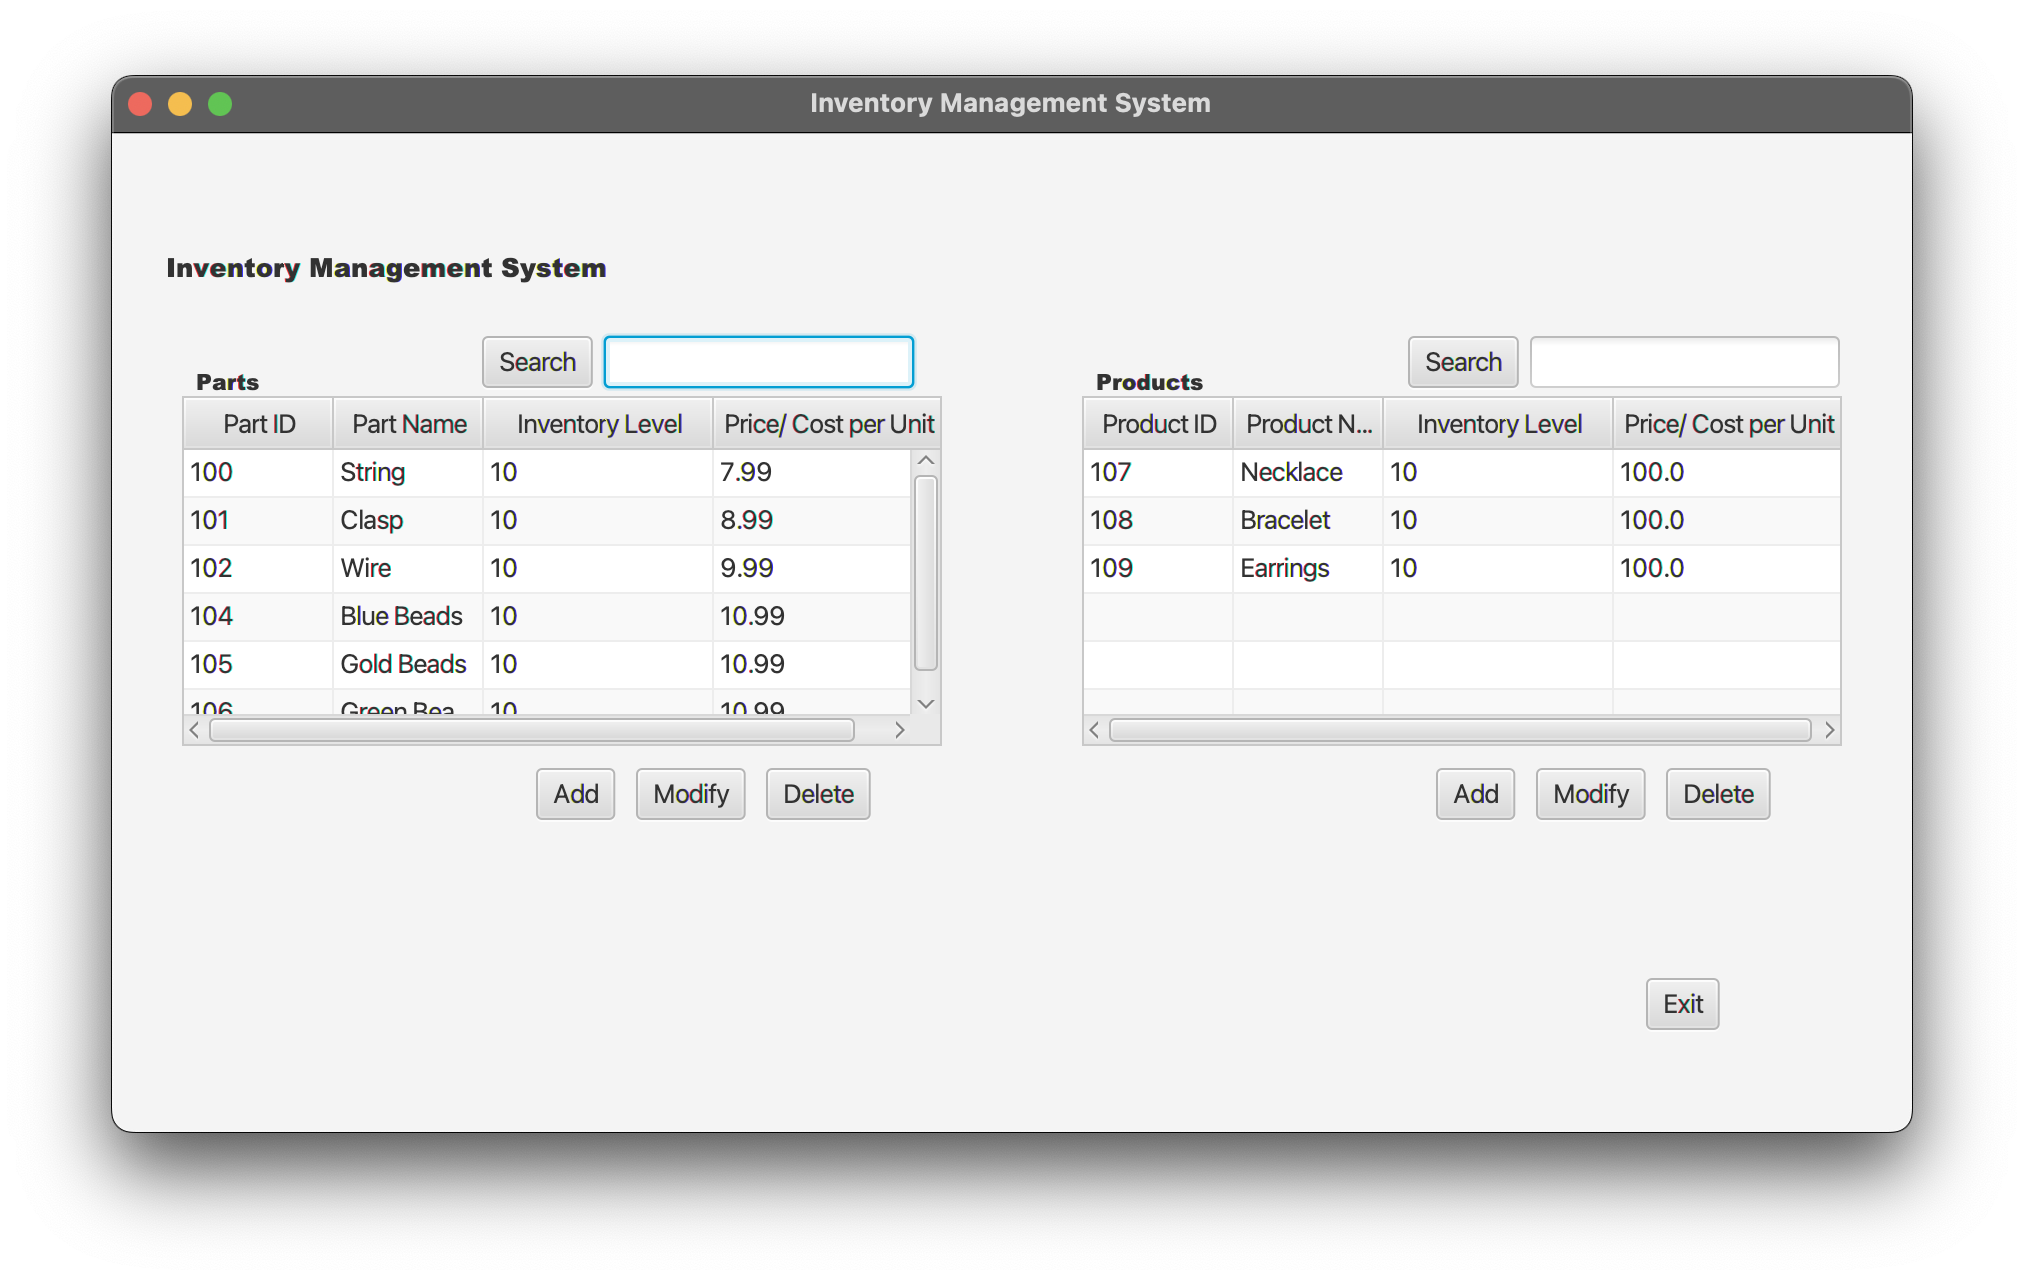 Inventory Management System
Inventory Management System
Search
Parts
Part ID Part Name Inventory Level Price/ Cost per Unit
100 String 10 7.99
101 Clasp 10 8.99
102 Wire 10 9.99
104 Blue Beads 10 10.99
105 Gold Beads 10 10.99
106 Green Bea 10 10.99
Add Modify Delete
Search
Products
Product ID Product N... Inventory Level Price/ Cost per Unit
107 Necklace 10 100.0
108 Bracelet 10 100.0
109 Earrings 10 100.0
Add Modify Delete
Exit